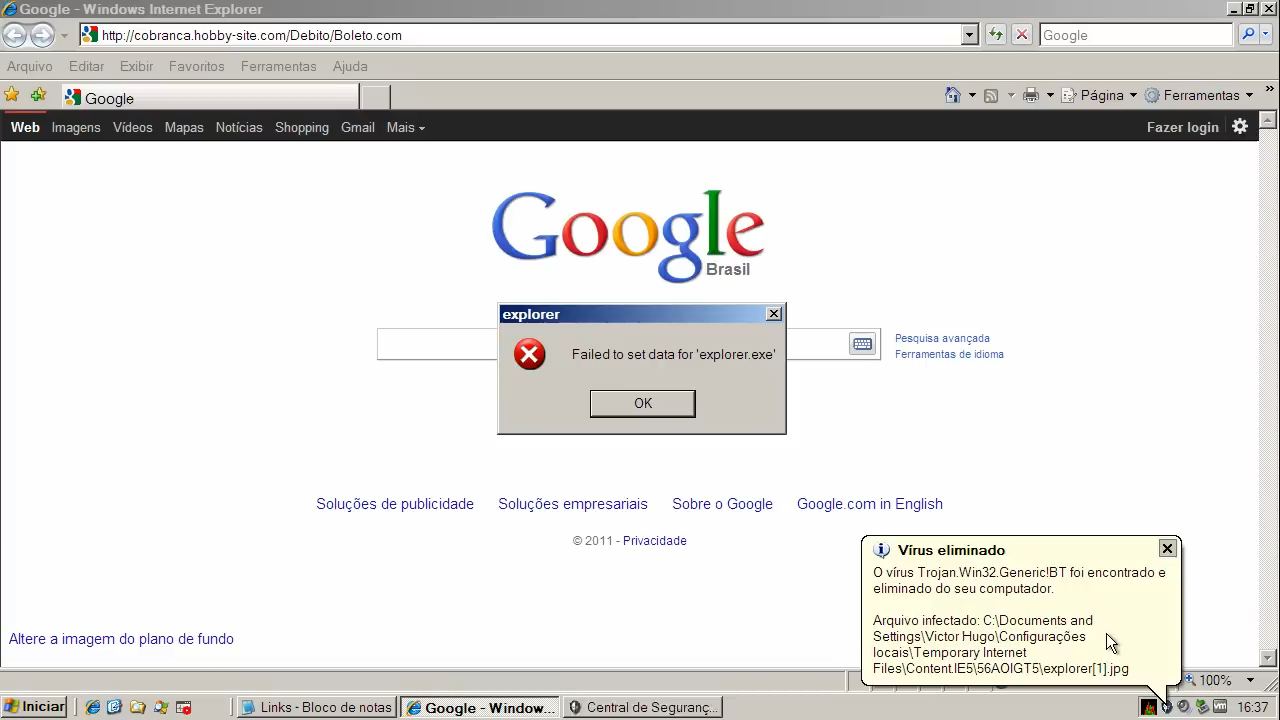 Google - Windows Internet Explorer
http://cobranca.hobby-site.com/Debito/Boleto.com
Google
Arquivo Editar Exibir Favoritos Ferramentas Ajuda
Google
Página Ferramentas »
Web Imagens Vídeos Mapas Notícias Shopping Gmail Mais
Fazer login
Google
Brasil
explorer
Failed to set data for 'explorer.exe'
OK
Pesquisa avançada
Ferramentas de idioma
Soluções de publicidade Soluções empresariais Sobre o Google Google.com in English
© 2011 - Privacidade
Vírus eliminado
O vírus Trojan.Win32.Generic!BT foi encontrado e
eliminado do seu computador.
Arquivo infectado: C:\Documents and
Settings\Victor Hugo\Configurações
locais\Temporary Internet
Files\Content.IE5\56AOIGT5\explorer[1].jpg
Altere a imagem do plano de fundo
100%
Iniciar
Links - Bloco de notas
Google - Window...
Central de Seguranç...
16:37